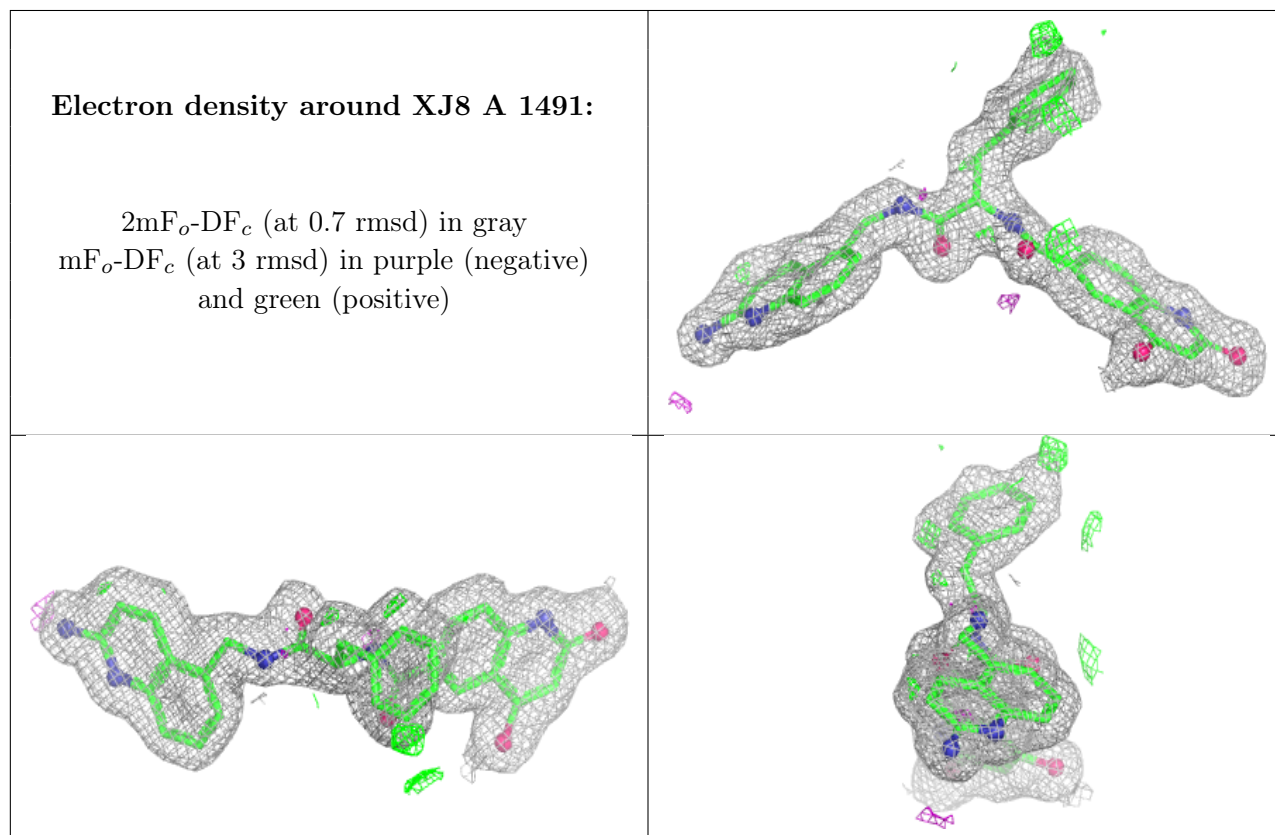 Electron density around XJ8 A 1491:
2mFₒ-DF𝑐 (at 0.7 rmsd) in gray
mFₒ-DF𝑐 (at 3 rmsd) in purple (negative)
and green (positive)